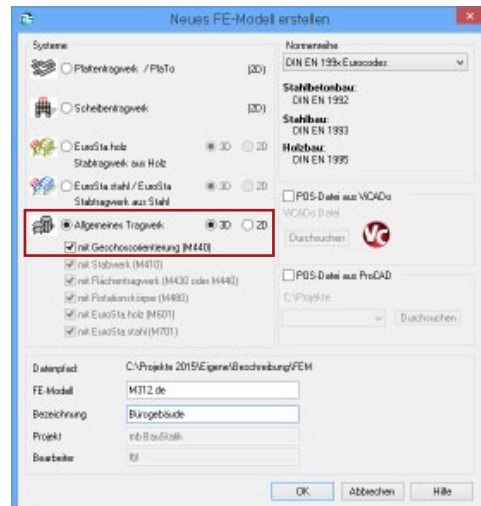 Neues FE-Modell erstellen
Systeme
Plattentragwerk / PlaTo (2D)
Scheibentragwerk (2D)
EuroSta.holz 3D 2D
Stabtragwerk aus Holz
EuroSta.stahl / EuroSta 3D 2D
Stabtragwerk aus Stahl
Allgemeines Tragwerk 3D 2D
mit Geschossorientierung (M440)
mit Stabwerk (M410)
mit Flächentragwerk (M430 oder M440)
mit Rotationskörper (M480)
mit EuroSta.holz (M601)
mit EuroSta.stahl (M701)
Normenreihe
DIN EN 199x Eurocodes
Stahlbetonbau:
DIN EN 1992
Stahlbau:
DIN EN 1993
Holzbau:
DIN EN 1995
POS-Datei aus ViCADo
ViCADo Datei
Durchsuchen
POS-Datei aus ProCAD
C:\Projekte
Durchsuchen
Datenpfad: C:\Projekte 2015\Eigene\Beschreibung\FEM
FE-Modell M312.de
Bezeichnung Bürogebäude
Projekt mb BauStatik
Bearbeiter
OK Abbrechen Hilfe